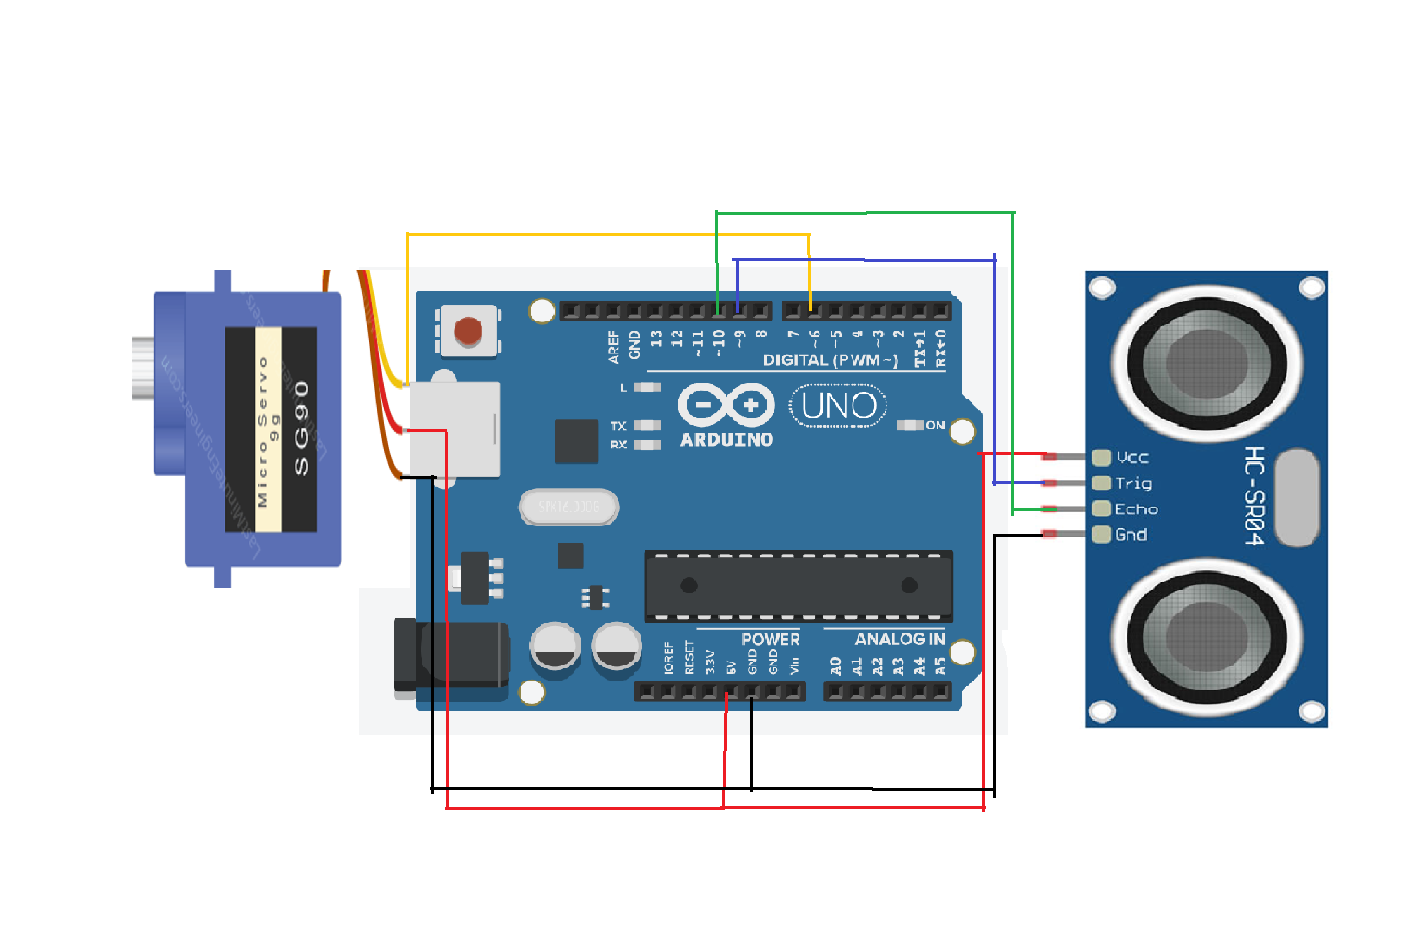 LastMinuteEngineers.com
Micro Servo
9g
SG90
AREF
GND
13
12
~11
~10
~9
8
7
~6
~5
4
~3
2
TX→1
RX←0
DIGITAL (PWM~)
L
TX
RX
ARDUINO
UNO
ON
POWER
ANALOG IN
IOREF
RESET
3.3V
5V
GND
GND
Vin
A0
A1
A2
A3
A4
A5
Vcc
Trig
Echo
Gnd
HC-SR04